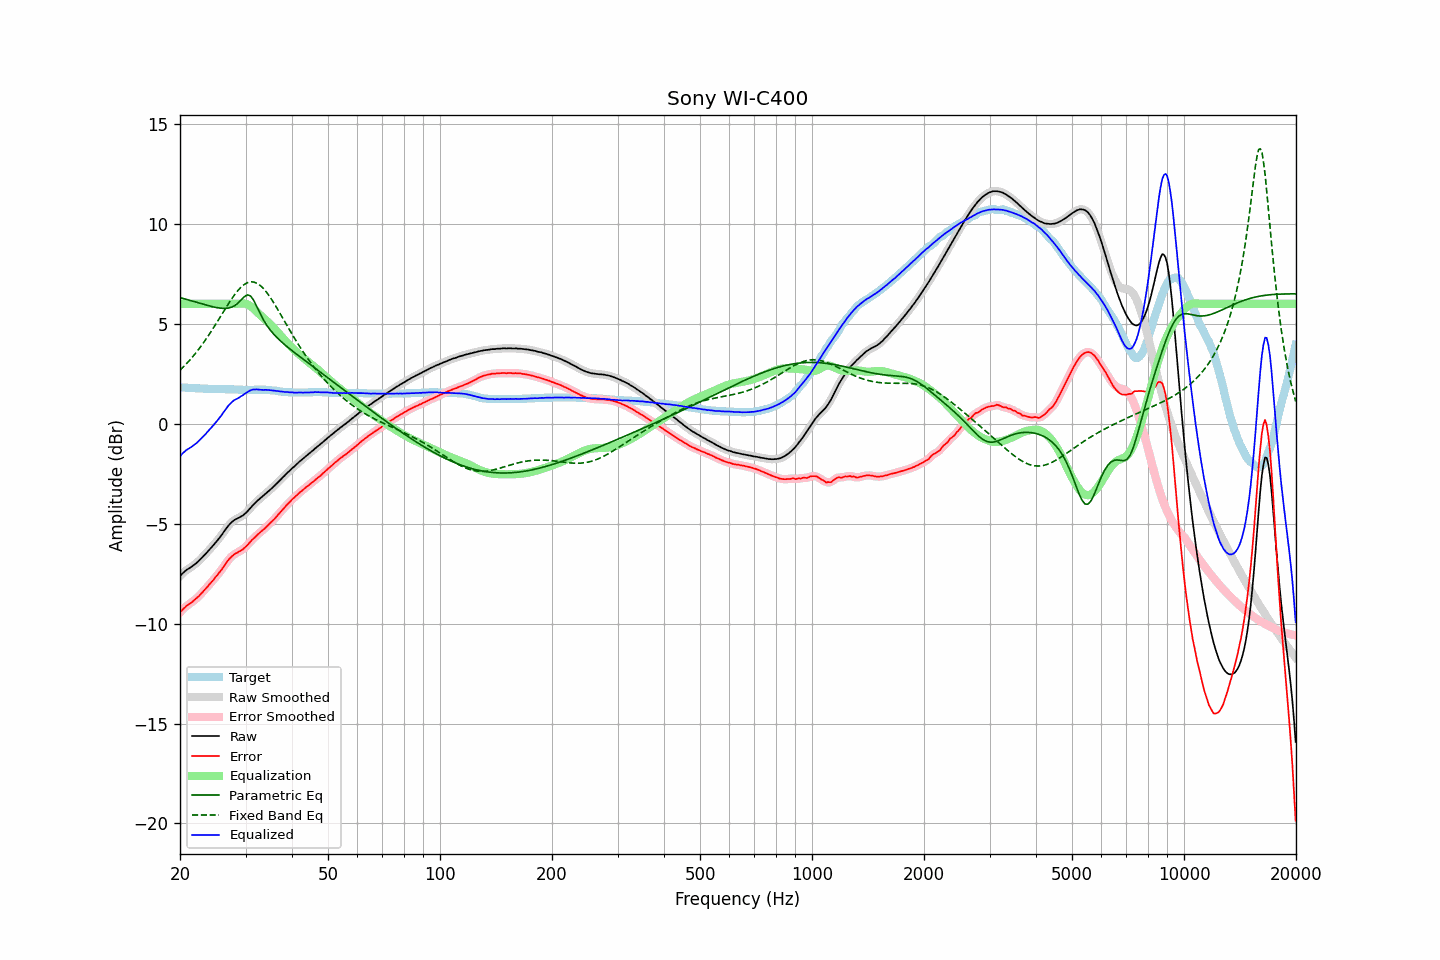 Sony WI-C400
15
10
5
0
−5
−10
−15
−20
Amplitude (dBr)
Target
Raw Smoothed
Error Smoothed
Raw
Error
Equalization
Parametric Eq
Fixed Band Eq
Equalized
20 50 100 200 500 1000 2000 5000 10000 20000
Frequency (Hz)